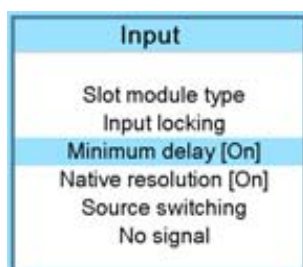 Input
Slot module type
Input locking
Minimum delay [On]
Native resolution [On]
Source switching
No signal